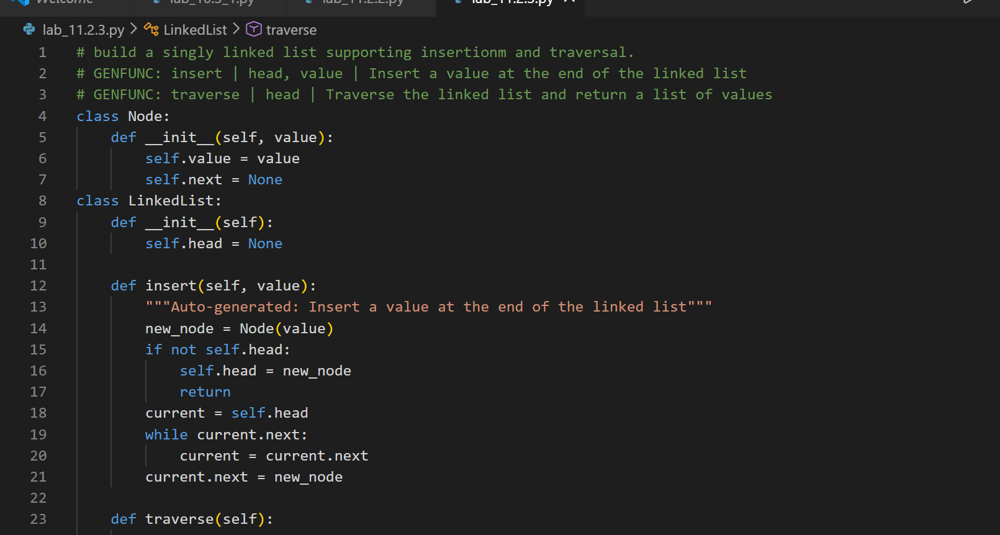 Welcome lab_10.5_1.py lab_11.2.2.py lab_11.2.3.py
lab_11.2.3.py > LinkedList > traverse
1 # build a singly linked list supporting insertionm and traversal.
2 # GENFUNC: insert | head, value | Insert a value at the end of the linked list
3 # GENFUNC: traverse | head | Traverse the linked list and return a list of values
4 class Node:
5 def __init__(self, value):
6 self.value = value
7 self.next = None
8 class LinkedList:
9 def __init__(self):
10 self.head = None
11
12 def insert(self, value):
13 """Auto-generated: Insert a value at the end of the linked list"""
14 new_node = Node(value)
15 if not self.head:
16 self.head = new_node
17 return
18 current = self.head
19 while current.next:
20 current = current.next
21 current.next = new_node
22
23 def traverse(self):